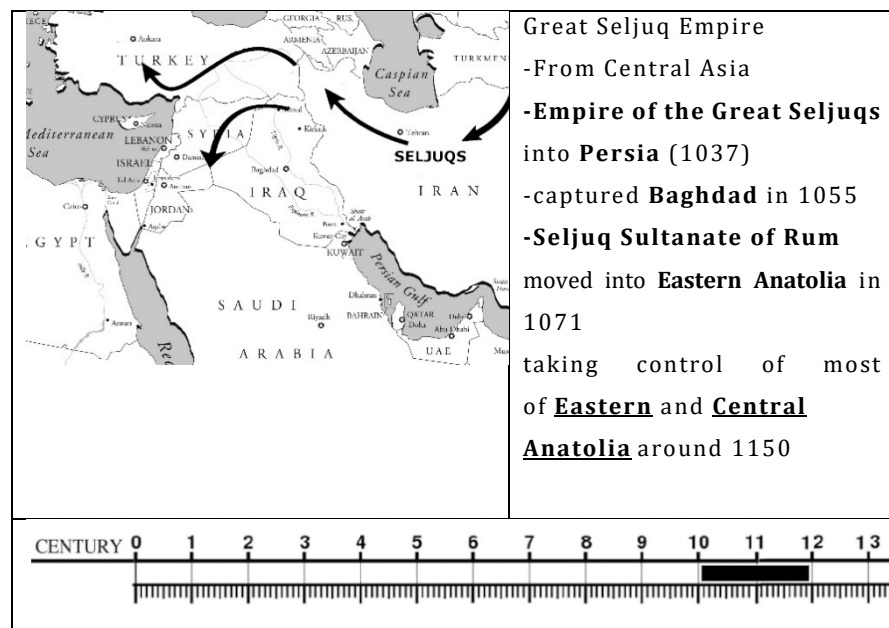 GEORGIA
RUS.
Ankara
ARMENIA
AZERBAIJAN
TURKEY
TURKMEN
Caspian
Sea
CYPRUS
Nicosia
Mediterranean
Sea
SYRIA
LEBANON
Kirkuk
Tehran
SELJUQS
ISRAEL
Baghdad
IRAQ
IRAN
Amman
JORDAN
Cairo
Kuwait City
KUWAIT
EGYPT
Persian Gulf
Dhahran
SAUDI
BAHRAIN
QATAR
Doha
Dubai
Abu Dhabi
Aswan
Riyadh
ARABIA
UAE
Red
Great Seljuq Empire
-From Central Asia
-Empire of the Great Seljuqs
into Persia (1037)
-captured Baghdad in 1055
-Seljuq Sultanate of Rum
moved into Eastern Anatolia in
1071
taking control of most
of Eastern and Central
Anatolia around 1150
CENTURY 0 1 2 3 4 5 6 7 8 9 10 11 12 13